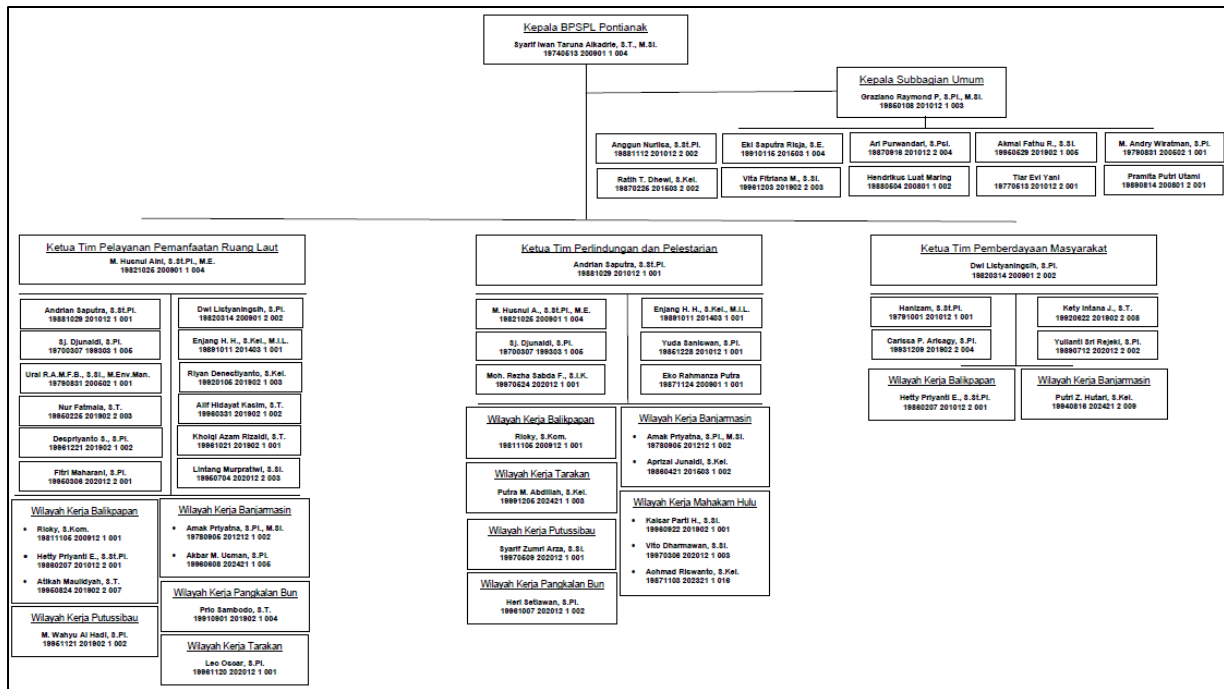 Kepala BPSPL Pontianak
Syarif Iwan Taruna Alkadrie, S.T., M.Si.
19740513 200901 1 004
Kepala Subbagian Umum
Graziano Raymond P, S.Pi., M.Si.
19850108 201012 1 003
Anggun Nurlisa, S.St.Pi.
19881112 201012 2 002
Eki Saputra Risja, S.E.
19910115 201503 1 004
Ari Purwandari, S.Psi.
19870916 201012 2 004
Akmal Fathu R., S.Si.
19950529 201902 1 005
M. Andry Wiratman, S.Pi.
19790831 200502 1 001
Ratih T. Dhewi, S.Kel.
19870225 201503 2 002
Vita Fitriana M., S.Si.
19961203 201902 2 003
Hendrikus Luat Maring
19880504 200801 1 002
Tiar Evi Yani
19770513 201012 2 001
Pramita Putri Utami
19890814 200801 2 001
Ketua Tim Pelayanan Pemanfaatan Ruang Laut
M. Husnul Aini, S.St.Pi., M.E.
19821025 200901 1 004
Andrian Saputra, S.St.Pi.
19881029 201012 1 001
Dwi Listyaningsih, S.Pi.
19820314 200901 2 002
Sj. Djunaidi, S.Pi.
19700307 199303 1 005
Enjang H. H., S.Kel., M.I.L.
19891011 201403 1 001
Urai R.A.M.F.B., S.Si., M.Env.Man.
19790831 200502 1 001
Riyan Denestiyanto, S.Kel.
19920105 201902 1 003
Nur Fatmala, S.T.
19950225 201902 2 003
Alif Hidayat Kasim, S.T.
19960331 201902 1 002
Despriyanto S., S.Pi.
19961221 201902 1 002
Kholqi Azam Rizaldi, S.T.
19961021 201902 1 001
Fitri Maharani, S.Pi.
19950306 202012 2 001
Lintang Murpratiwi, S.Si.
19950704 202012 2 003
Wilayah Kerja Balikpapan
• Ricky, S.Kom.
19811105 200912 1 001
• Hetty Priyanti E., S.St.Pi.
19860207 201012 2 001
• Atikah Maulidyah, S.T.
19950824 201902 2 007
Wilayah Kerja Putussibau
M. Wahyu Al Hadi, S.Pi.
19951121 201902 1 002
Wilayah Kerja Banjarmasin
• Amak Priyatna, S.Pi., M.Si.
19780905 201212 1 002
• Akbar M. Usman, S.Pi.
19960608 202421 1 005
Wilayah Kerja Pangkalan Bun
Prio Sambodo, S.T.
19910901 201902 1 004
Wilayah Kerja Tarakan
Leo Oscar, S.Pi.
19961120 202012 1 001
Ketua Tim Perlindungan dan Pelestarian
Andrian Saputra, S.St.Pi.
19881029 201012 1 001
M. Husnul A., S.St.Pi., M.E.
19821025 200901 1 004
Enjang H. H., S.Kel., M.I.L.
19891011 201403 1 001
Sj. Djunaidi, S.Pi.
19700307 199303 1 005
Yuda Saniswan, S.Pi.
19851228 201012 1 001
Moh. Rezha Sabda F., S.I.K.
19970524 202012 1 001
Eko Rahmanza Putra
19871124 200901 1 001
Wilayah Kerja Balikpapan
Ricky, S.Kom.
19811105 200912 1 001
Wilayah Kerja Tarakan
Putra M. Abdillah, S.Kel.
19991205 202421 1 003
Wilayah Kerja Putussibau
Syarif Zumri Arza, S.Si.
19970509 202012 1 001
Wilayah Kerja Pangkalan Bun
Heri Setiawan, S.Pi.
19961007 202012 1 002
Wilayah Kerja Banjarmasin
• Amak Priyatna, S.Pi., M.Si.
19780905 201212 1 002
• Aprizal Junaidi, S.Kel.
19860421 201503 1 002
Wilayah Kerja Mahakam Hulu
• Kaisar Parti H., S.Si.
19960922 201902 1 001
• Vito Dharmawan, S.Si.
19970306 202012 1 003
• Achmad Riswanto, S.Kel.
19871103 202321 1 016
Ketua Tim Pemberdayaan Masyarakat
Dwi Listyaningsih, S.Pi.
19820314 200901 2 002
Hanizam, S.St.Pi.
19791001 201012 1 001
Kety Intana J., S.T.
19920622 201902 2 008
Carissa P. Arisagy, S.Pi.
19931209 201902 2 004
Yulianti Sri Rejeki, S.Pi.
19890712 202012 2 002
Wilayah Kerja Balikpapan
Hetty Priyanti E., S.St.Pi.
19860207 201012 2 001
Wilayah Kerja Banjarmasin
Putri Z. Hutari, S.Kel.
19940816 202421 2 009